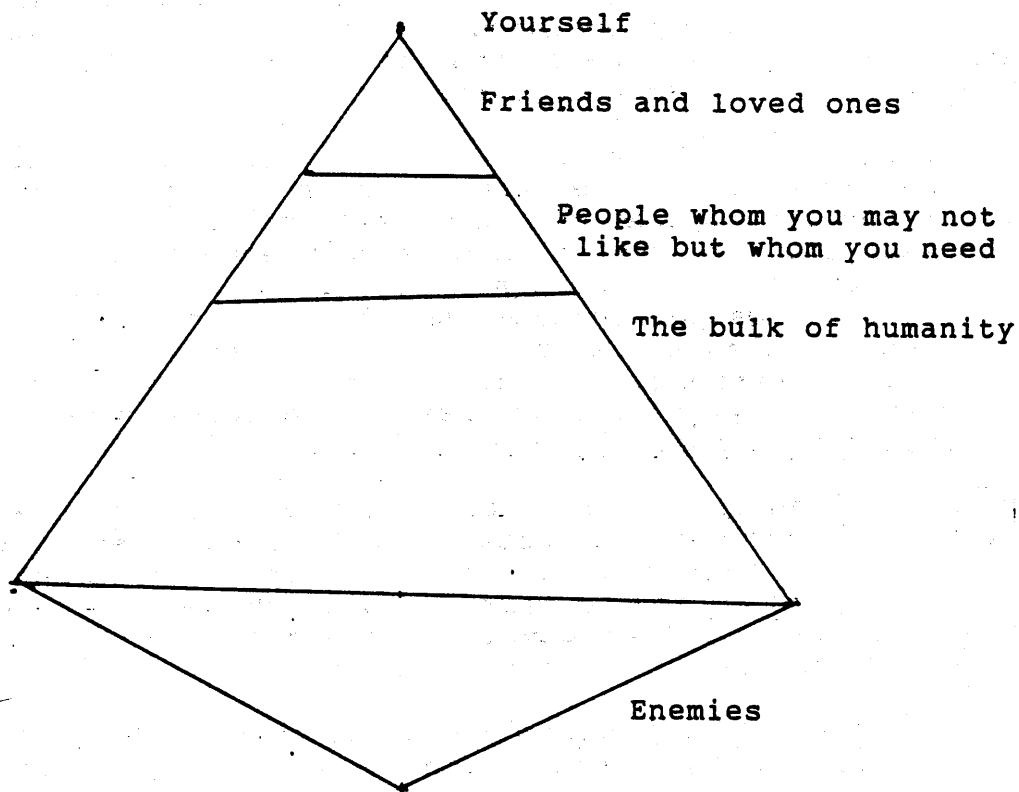 Yourself
Friends and loved ones
People whom you may not
like but whom you need
The bulk of humanity
Enemies